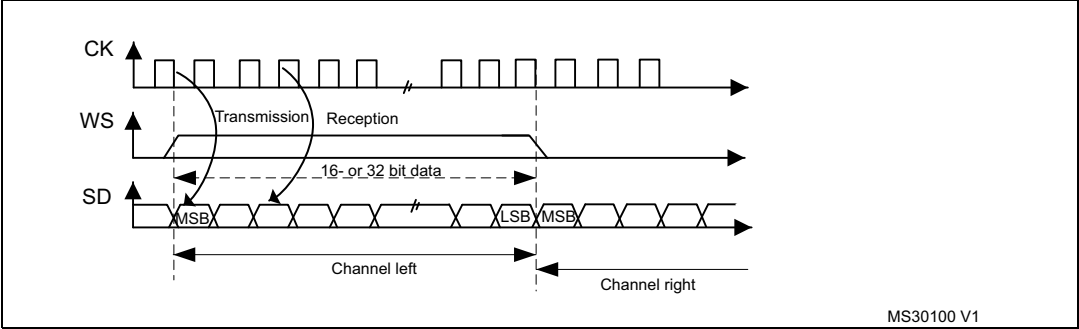 CK
Transmission
Reception
WS
16- or 32 bit data
SD
MSB
LSB
MSB
Channel left
Channel right
MS30100 V1